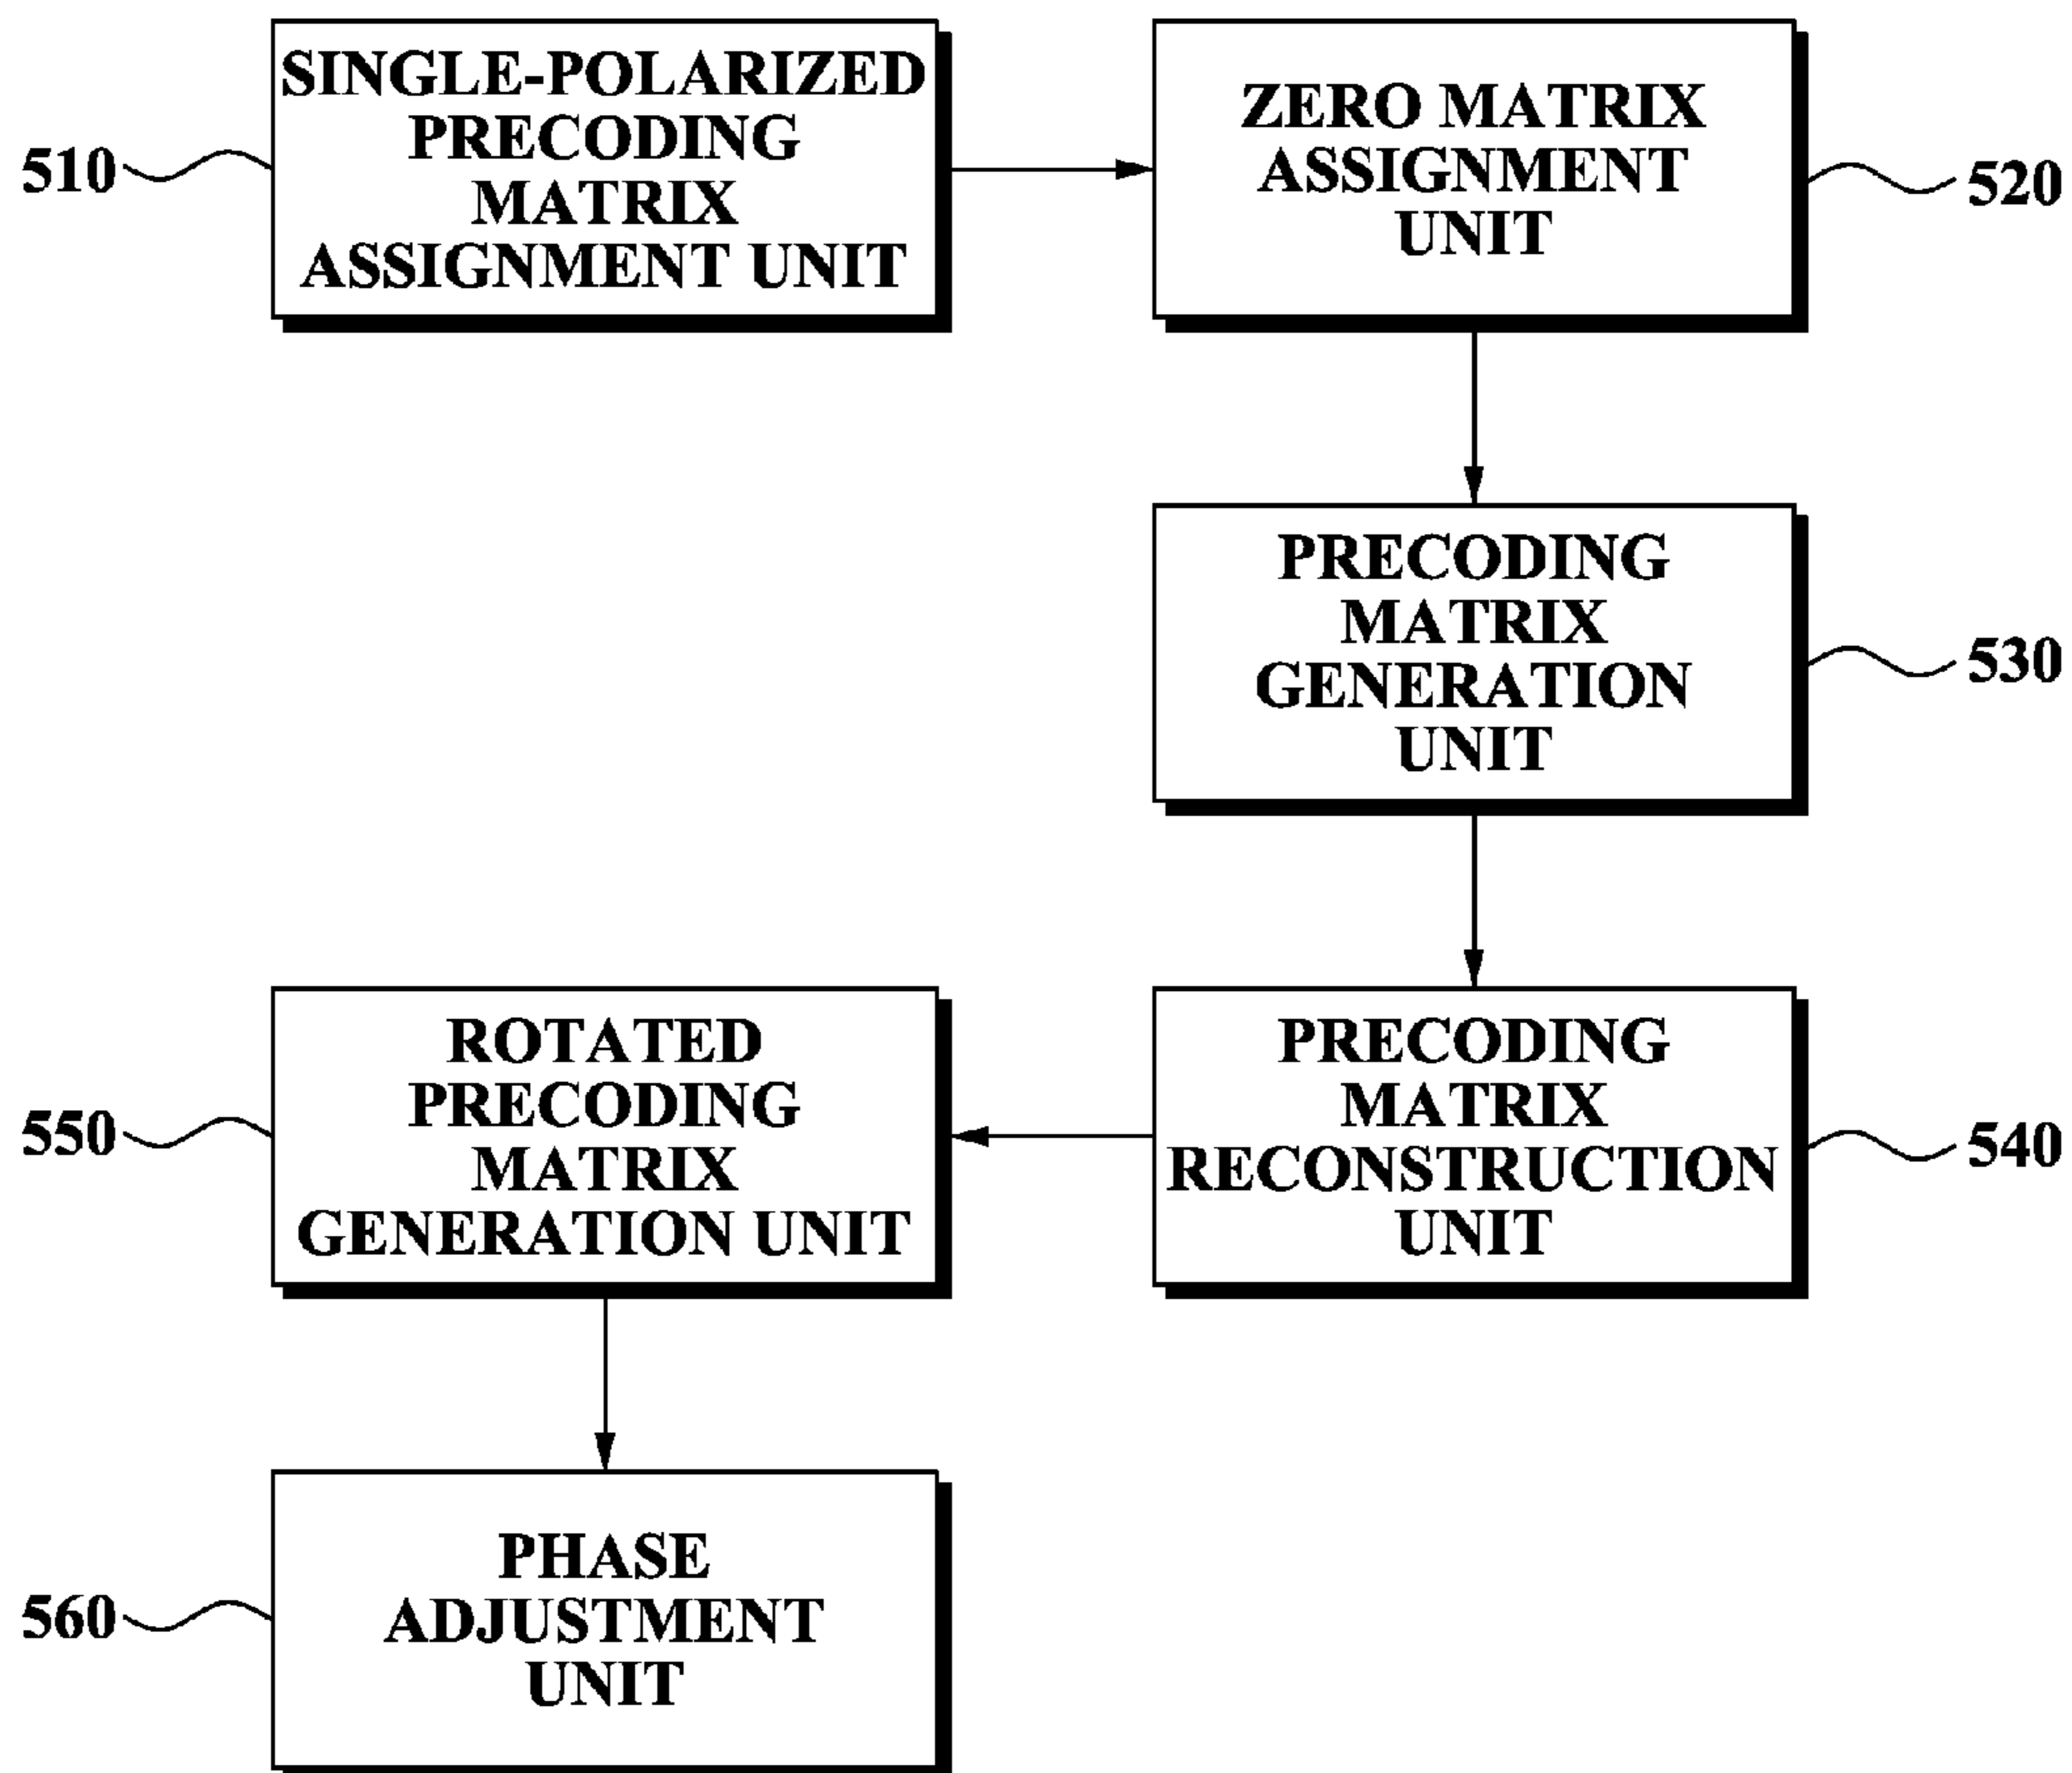 510
SINGLE-POLARIZED
PRECODING
MATRIX
ASSIGNMENT UNIT
ZERO MATRIX
ASSIGNMENT
UNIT
520
PRECODING
MATRIX
GENERATION
UNIT
530
550
ROTATED
PRECODING
MATRIX
GENERATION UNIT
PRECODING
MATRIX
RECONSTRUCTION
UNIT
540
560
PHASE
ADJUSTMENT
UNIT